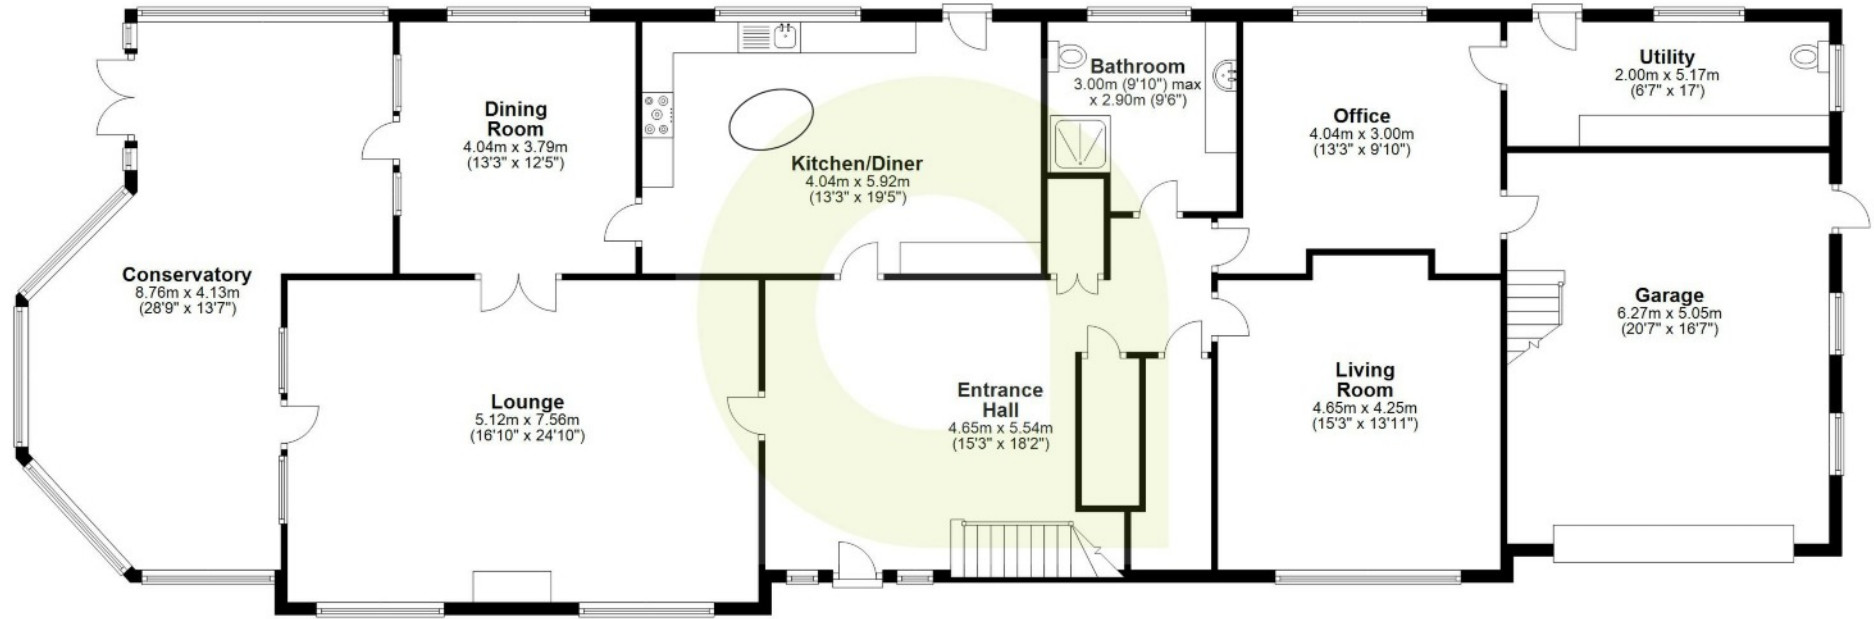 Conservatory
8.76m x 4.13m
(28'9" x 13'7")
Dining
Room
4.04m x 3.79m
(13'3" x 12'5")
Lounge
5.12m x 7.56m
(16'10" x 24'10")
Kitchen/Diner
4.04m x 5.92m
(13'3" x 19'5")
Entrance
Hall
4.65m x 5.54m
(15'3" x 18'2")
Bathroom
3.00m (9'10") max
x 2.90m (9'6")
Office
4.04m x 3.00m
(13'3" x 9'10")
Living
Room
4.65m x 4.25m
(15'3" x 13'11")
Utility
2.00m x 5.17m
(6'7" x 17')
Garage
6.27m x 5.05m
(20'7" x 16'7")